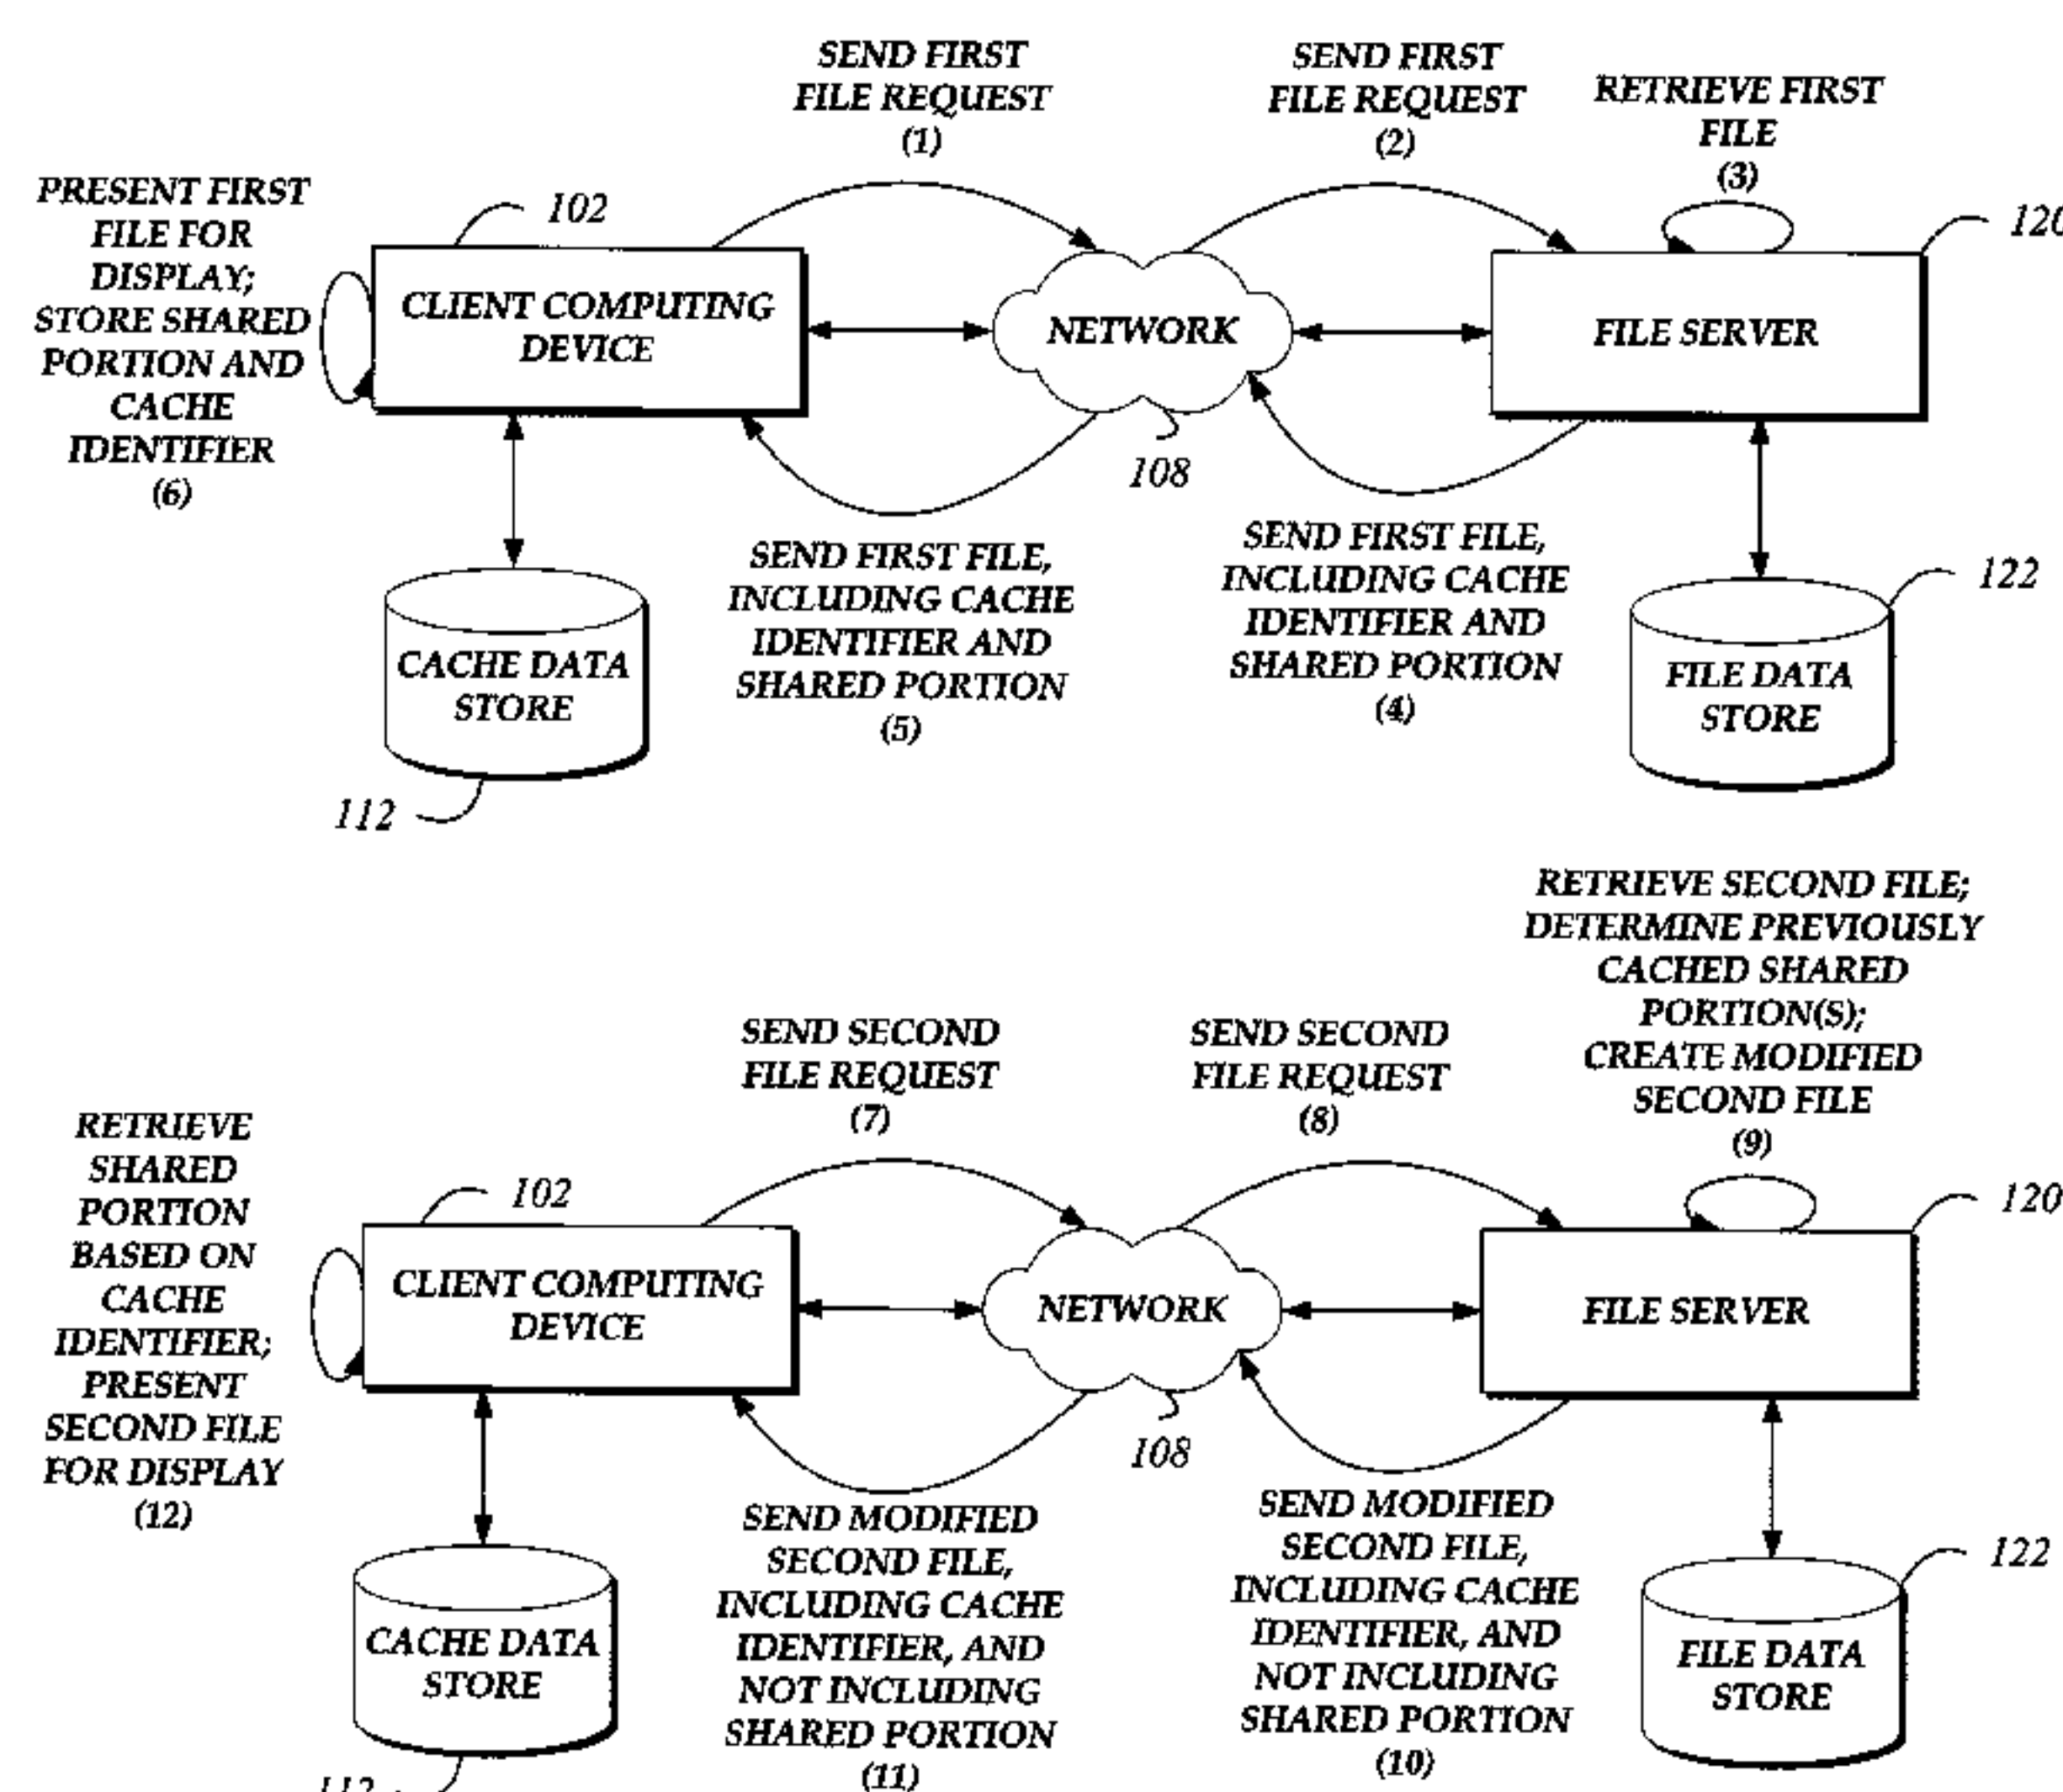 SEND FIRST
FILE REQUEST
(1)
SEND FIRST
FILE REQUEST
(2)
RETRIEVE FIRST
FILE
(3)
PRESENT FIRST
FILE FOR
DISPLAY;
STORE SHARED
PORTION AND
CACHE
IDENTIFIER
(6)
102
120
CLIENT COMPUTING
DEVICE
NETWORK
FILE SERVER
108
SEND FIRST FILE,
INCLUDING CACHE
IDENTIFIER AND
SHARED PORTION
(5)
SEND FIRST FILE,
INCLUDING CACHE
IDENTIFIER AND
SHARED PORTION
(4)
122
CACHE DATA
STORE
FILE DATA
STORE
112
RETRIEVE SECOND FILE;
DETERMINE PREVIOUSLY
CACHED SHARED
PORTION(S);
CREATE MODIFIED
SECOND FILE
(9)
SEND SECOND
FILE REQUEST
(7)
SEND SECOND
FILE REQUEST
(8)
RETRIEVE
SHARED
PORTION
BASED ON
CACHE
IDENTIFIER;
PRESENT
SECOND FILE
FOR DISPLAY
(12)
102
120
CLIENT COMPUTING
DEVICE
NETWORK
FILE SERVER
108
SEND MODIFIED
SECOND FILE,
INCLUDING CACHE
IDENTIFIER, AND
NOT INCLUDING
SHARED PORTION
(11)
SEND MODIFIED
SECOND FILE,
INCLUDING CACHE
IDENTIFIER, AND
NOT INCLUDING
SHARED PORTION
(10)
122
CACHE DATA
STORE
FILE DATA
STORE
112